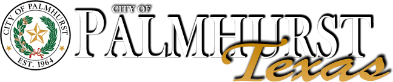 CITY OF PALMHURST
EST. 1964
CITY OF
PALMHURST
Texas